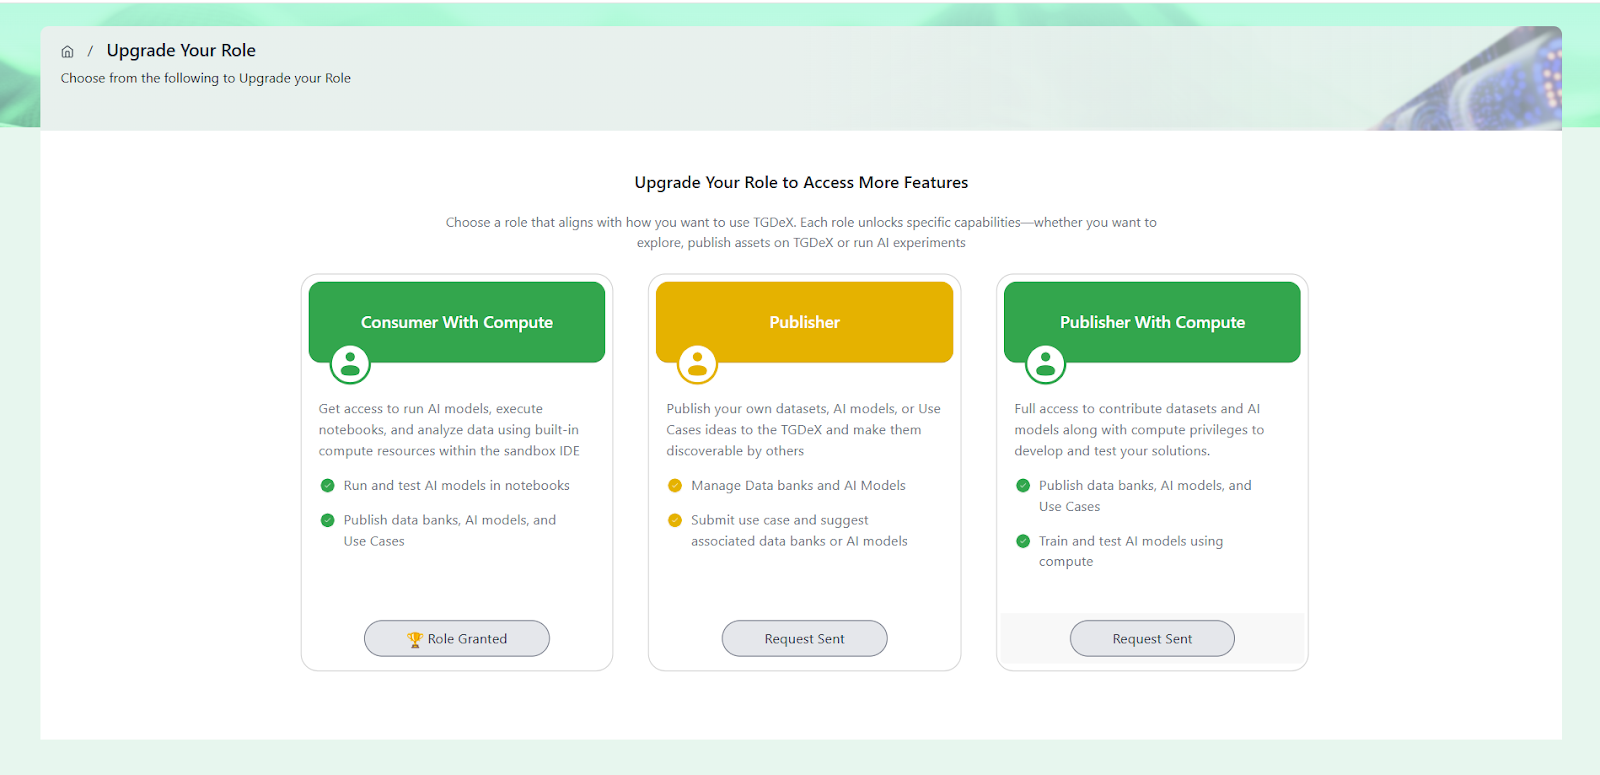 / Upgrade Your Role
Choose from the following to Upgrade your Role
Upgrade Your Role to Access More Features
Choose a role that aligns with how you want to use TGDeX. Each role unlocks specific capabilities—whether you want to
explore, publish assets on TGDeX or run AI experiments
Consumer With Compute
Get access to run AI models, execute
notebooks, and analyze data using built-in
compute resources within the sandbox IDE
Run and test AI models in notebooks
Publish data banks, AI models, and
Use Cases
Role Granted
Publisher
Publish your own datasets, AI models, or Use
Cases ideas to the TGDeX and make them
discoverable by others
Manage Data banks and AI Models
Submit use case and suggest
associated data banks or AI models
Request Sent
Publisher With Compute
Full access to contribute datasets and AI
models along with compute privileges to
develop and test your solutions.
Publish data banks, AI models, and
Use Cases
Train and test AI models using
compute
Request Sent